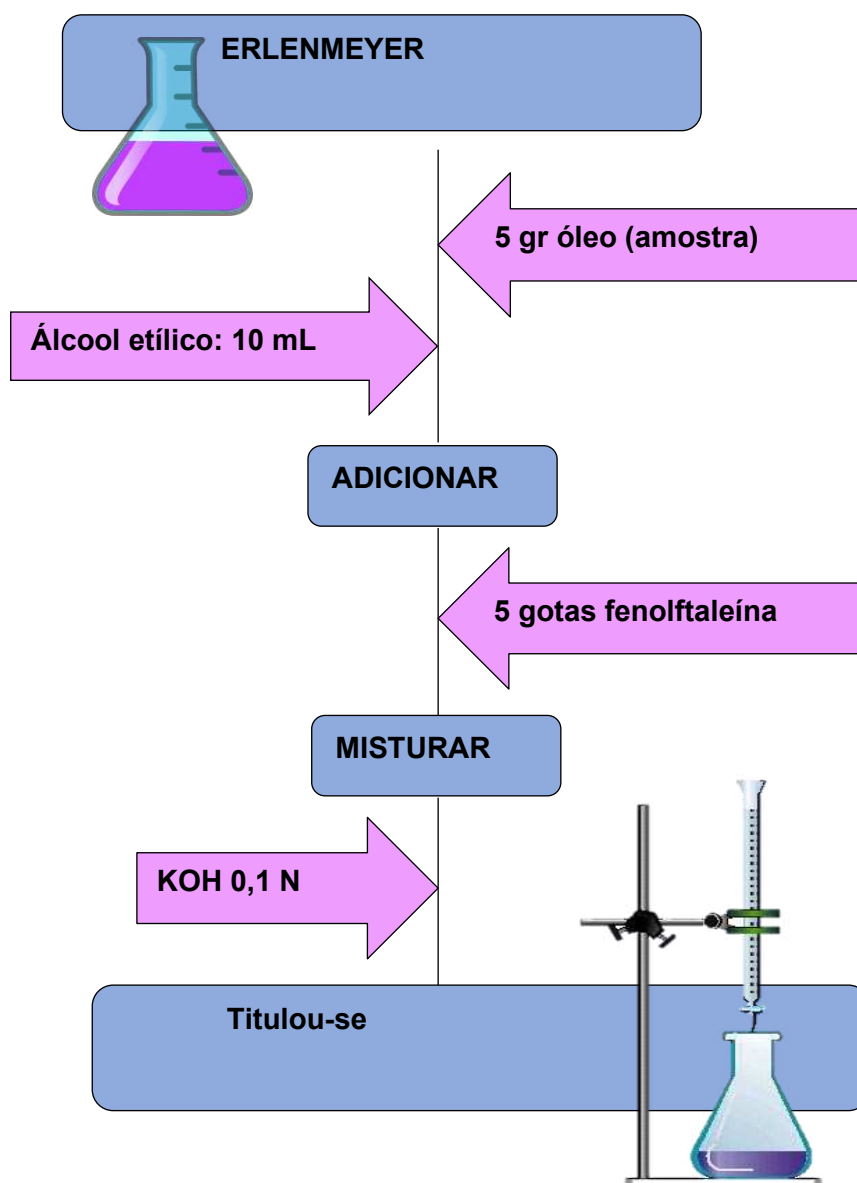 ERLENMEYER
5 gr óleo (amostra)
Álcool etílico: 10 mL
ADICIONAR
5 gotas fenolftaleína
MISTURAR
KOH 0,1 N
Titulou-se